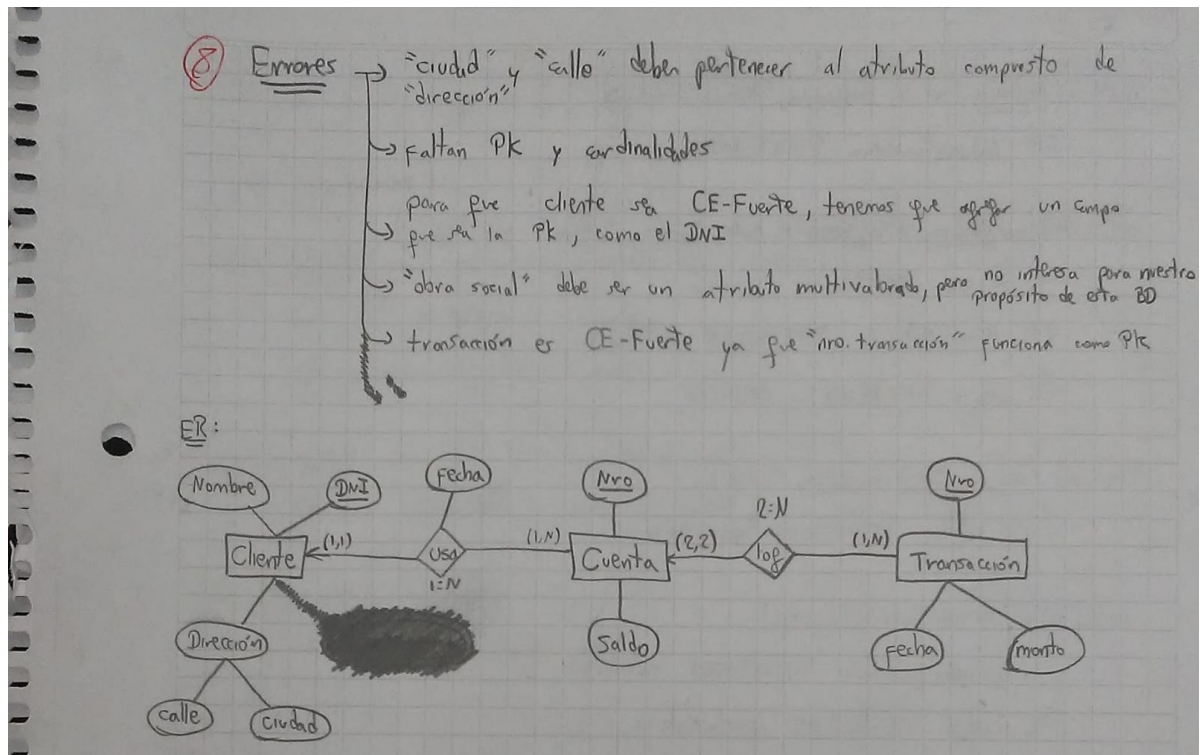 8 Errores → "ciudad" y "calle" deben pertenecer al atributo compuesto de
"dirección"
→ faltan PK y cardinalidades
para que cliente sea CE-Fuerte, tenemos que agregar un campo
→ que sea la PK, como el DNI
→ "obra social" debe ser un atributo multivalorado, pero no interesa para nuestro
propósito de esta BD
→ transacción es CE-Fuerte ya que "nro. transacción" funciona como PK
ER:
Nombre DNI Fecha Nro 2:N Nro
Cliente (1,1) usa (1,N) Cuenta (2,2) log (1,N) Transacción
1:N
Dirección Saldo Fecha monto
calle ciudad